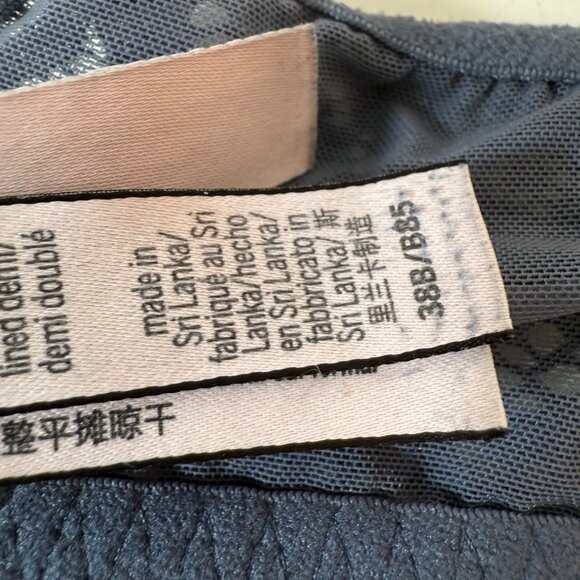 lined demi/
demi doublé
made in
Sri Lanka/
fabriqué au Sri
Lanka/hecho
en Sri Lanka/
fabbricato in
Sri Lanka/ 斯
里兰卡制造
38B/B85
平摊晾干